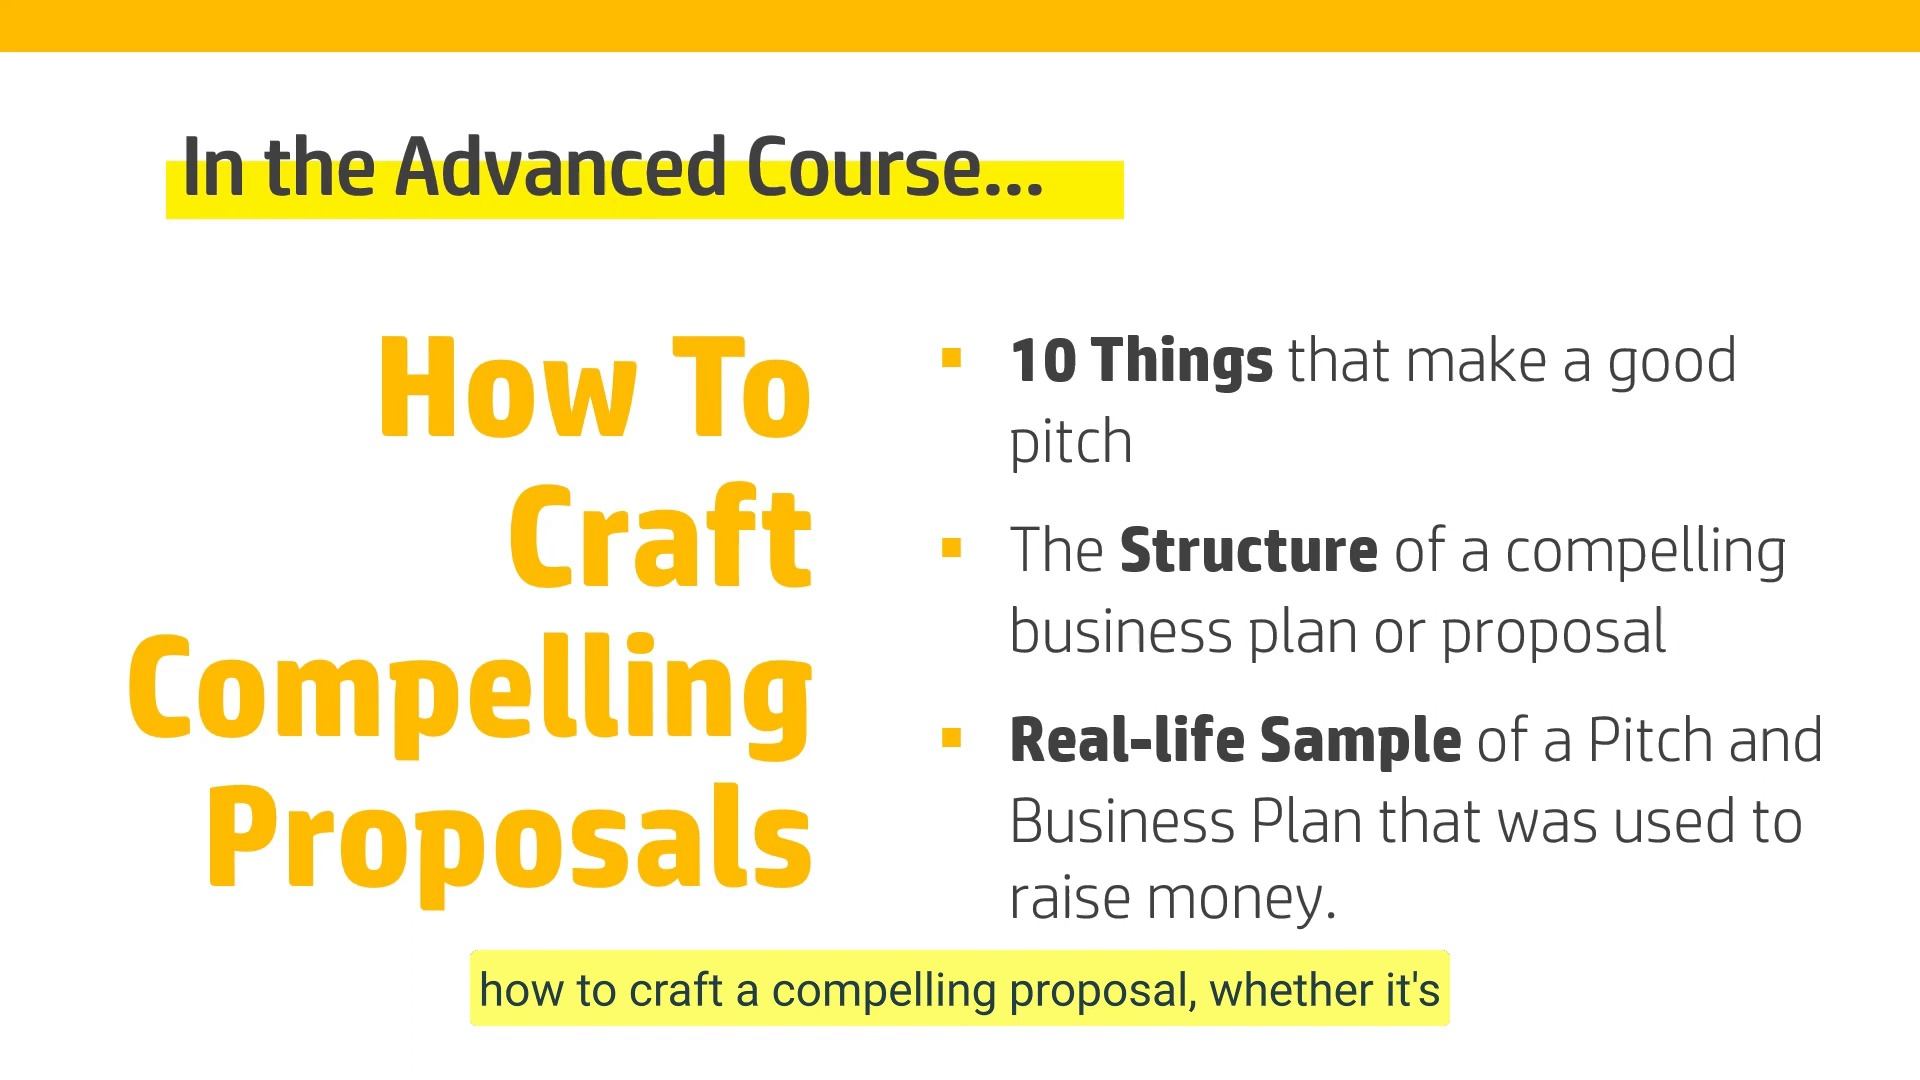 In the Advanced Course...
How To
Craft
Compelling
Proposals
10 Things that make a good
pitch
The Structure of a compelling
business plan or proposal
Real-life Sample of a Pitch and
Business Plan that was used to
raise money.
how to craft a compelling proposal, whether it's